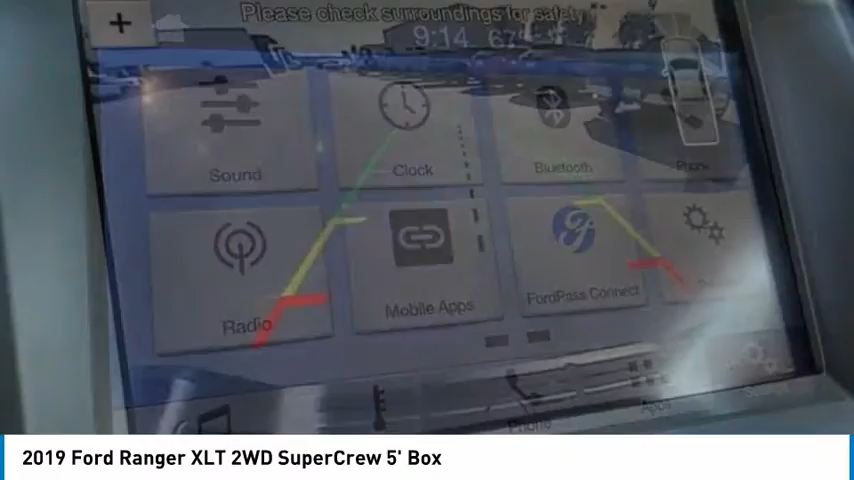 Please check surroundings for safety
+
9:14 67°
Sound
Clock
Bluetooth
Phone
Radio
Mobile Apps
FordPass Connect
Phone
Apps
2019 Ford Ranger XLT 2WD SuperCrew 5' Box